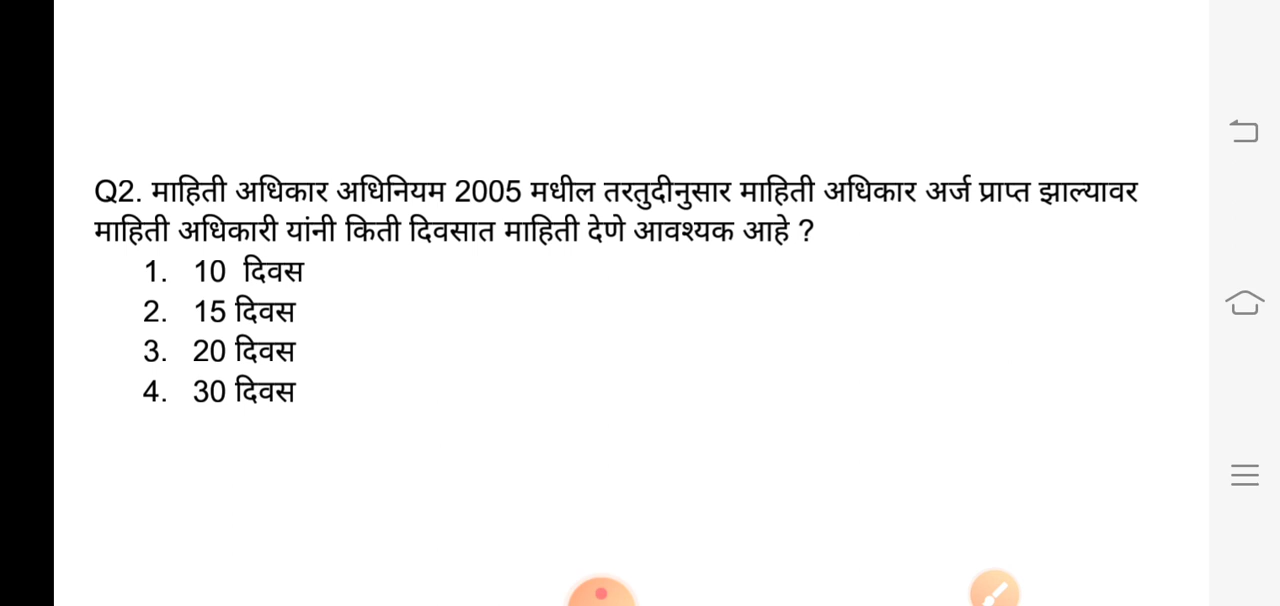 Q2. माहिती अधिकार अधिनियम 2005 मधील तरतुदीनुसार माहिती अधिकार अर्ज प्राप्त झाल्यावर
माहिती अधिकारी यांनी किती दिवसात माहिती देणे आवश्यक आहे ?
1. 10 दिवस
2. 15 दिवस
3. 20 दिवस
4. 30 दिवस